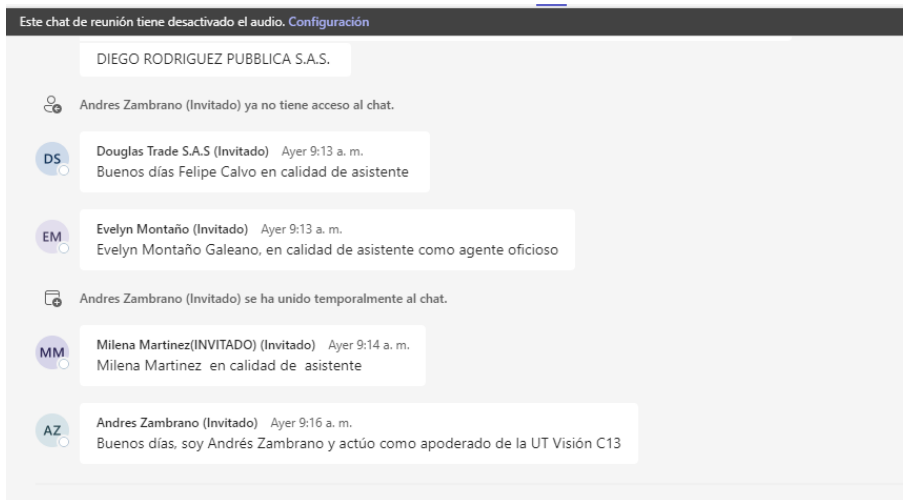 Este chat de reunión tiene desactivado el audio. Configuración
DIEGO RODRIGUEZ PUBBLICA S.A.S.
Andres Zambrano (Invitado) ya no tiene acceso al chat.
DS
Douglas Trade S.A.S (Invitado) Ayer 9:13 a. m.
Buenos días Felipe Calvo en calidad de asistente
EM
Evelyn Montaño (Invitado) Ayer 9:13 a. m.
Evelyn Montaño Galeano, en calidad de asistente como agente oficioso
Andres Zambrano (Invitado) se ha unido temporalmente al chat.
MM
Milena Martinez(INVITADO) (Invitado) Ayer 9:14 a. m.
Milena Martinez en calidad de asistente
AZ
Andres Zambrano (Invitado) Ayer 9:16 a. m.
Buenos días, soy Andrés Zambrano y actúo como apoderado de la UT Visión C13